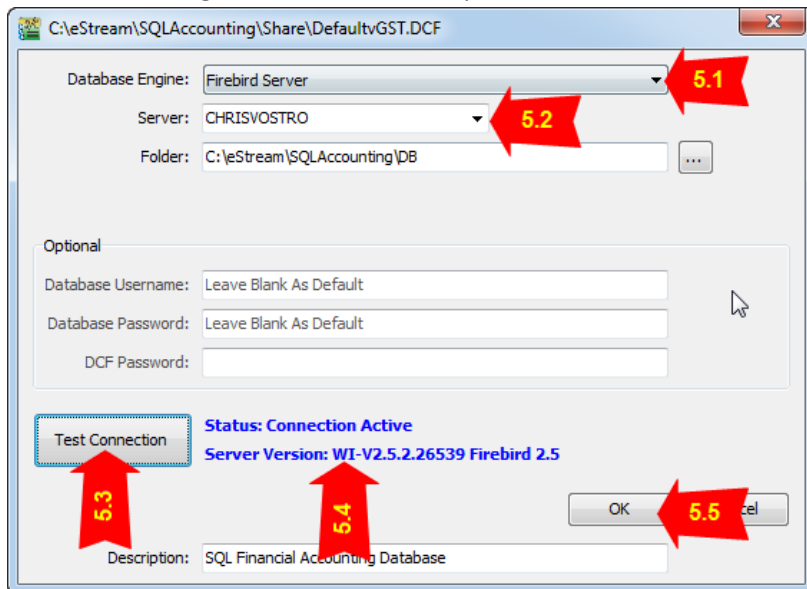 C:\eStream\SQLAccounting\Share\DefaultvGST.DCF
Database Engine: Firebird Server 5.1
Server: CHRISVOSTRO 5.2
Folder: C:\eStream\SQLAccounting\DB ...
Optional
Database Username: Leave Blank As Default
Database Password: Leave Blank As Default
DCF Password:
Test Connection
Status: Connection Active
Server Version: WI-V2.5.2.26539 Firebird 2.5
5.3
5.4
OK 5.5
Description: SQL Financial Accounting Database